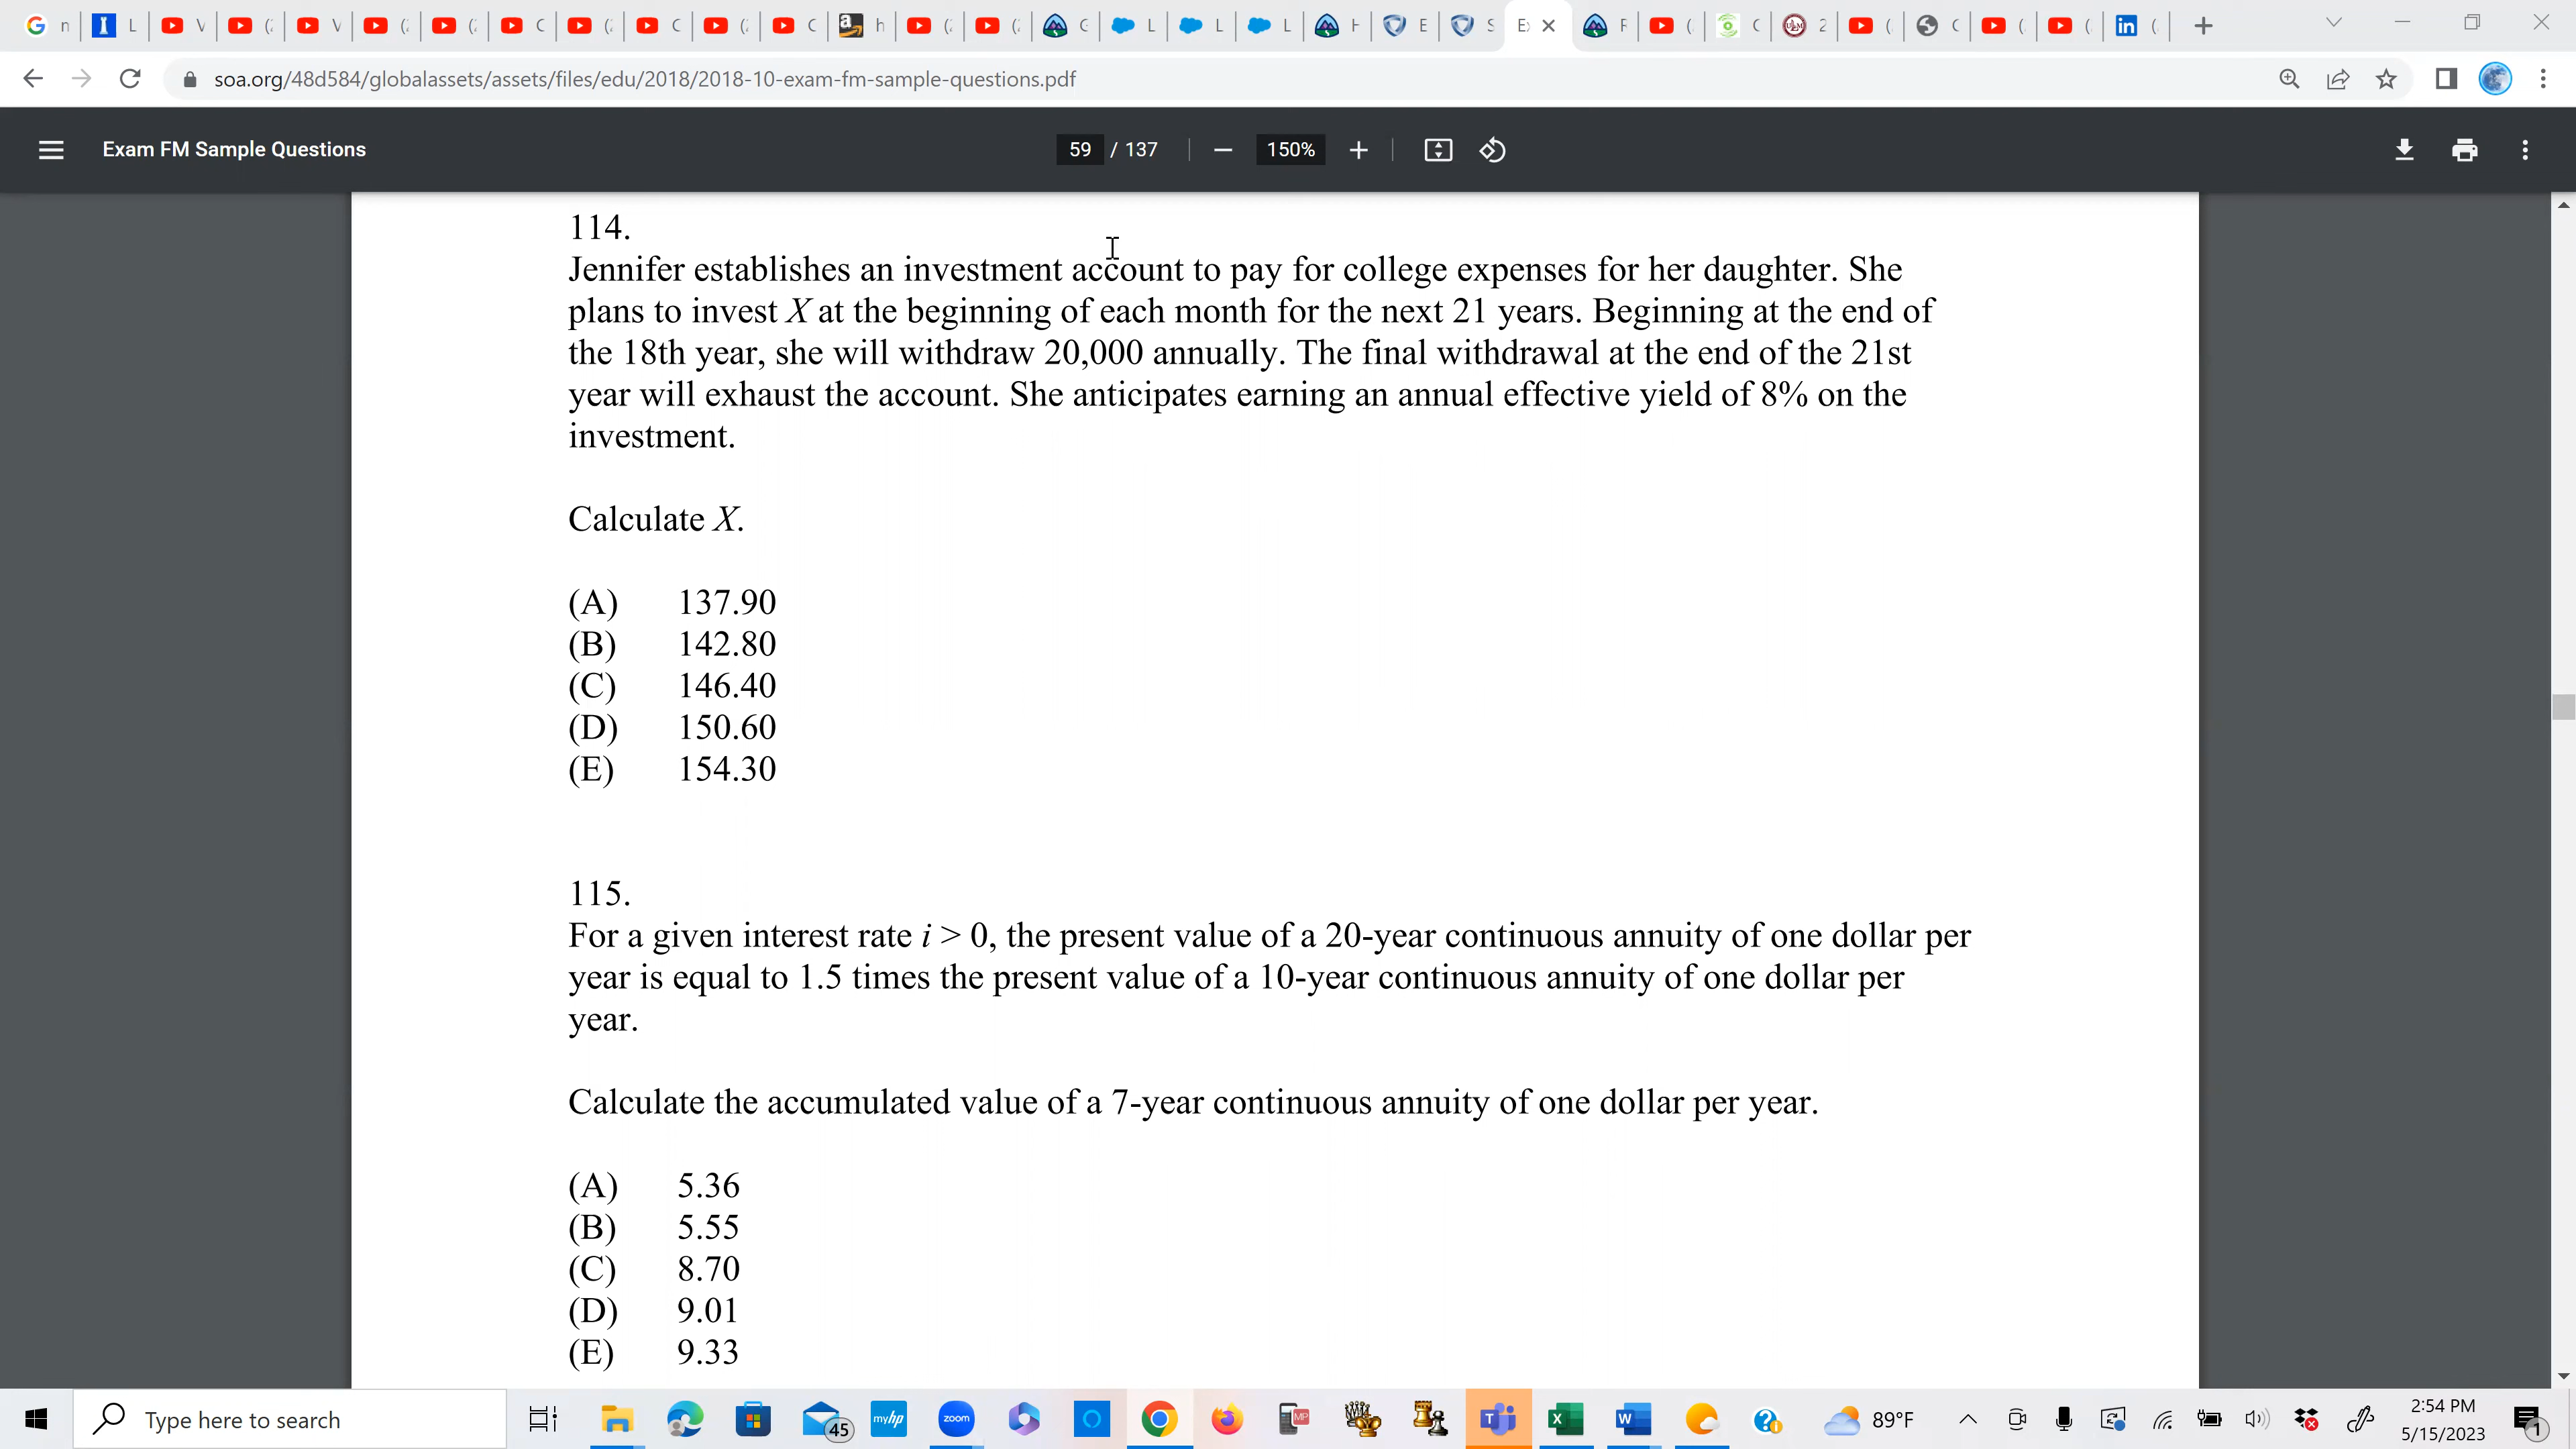 soa.org/48d584/globalassets/assets/files/edu/2018/2018-10-exam-fm-sample-questions.pdf
Exam FM Sample Questions
59 / 137
150%
114.
Jennifer establishes an investment account to pay for college expenses for her daughter. She
plans to invest X at the beginning of each month for the next 21 years. Beginning at the end of
the 18th year, she will withdraw 20,000 annually. The final withdrawal at the end of the 21st
year will exhaust the account. She anticipates earning an annual effective yield of 8% on the
investment.
Calculate X.
(A) 137.90
(B) 142.80
(C) 146.40
(D) 150.60
(E) 154.30
115.
For a given interest rate i > 0, the present value of a 20-year continuous annuity of one dollar per
year is equal to 1.5 times the present value of a 10-year continuous annuity of one dollar per
year.
Calculate the accumulated value of a 7-year continuous annuity of one dollar per year.
(A) 5.36
(B) 5.55
(C) 8.70
(D) 9.01
(E) 9.33
Type here to search
45
myhp
zoom
89°F
2:54 PM
5/15/2023
1